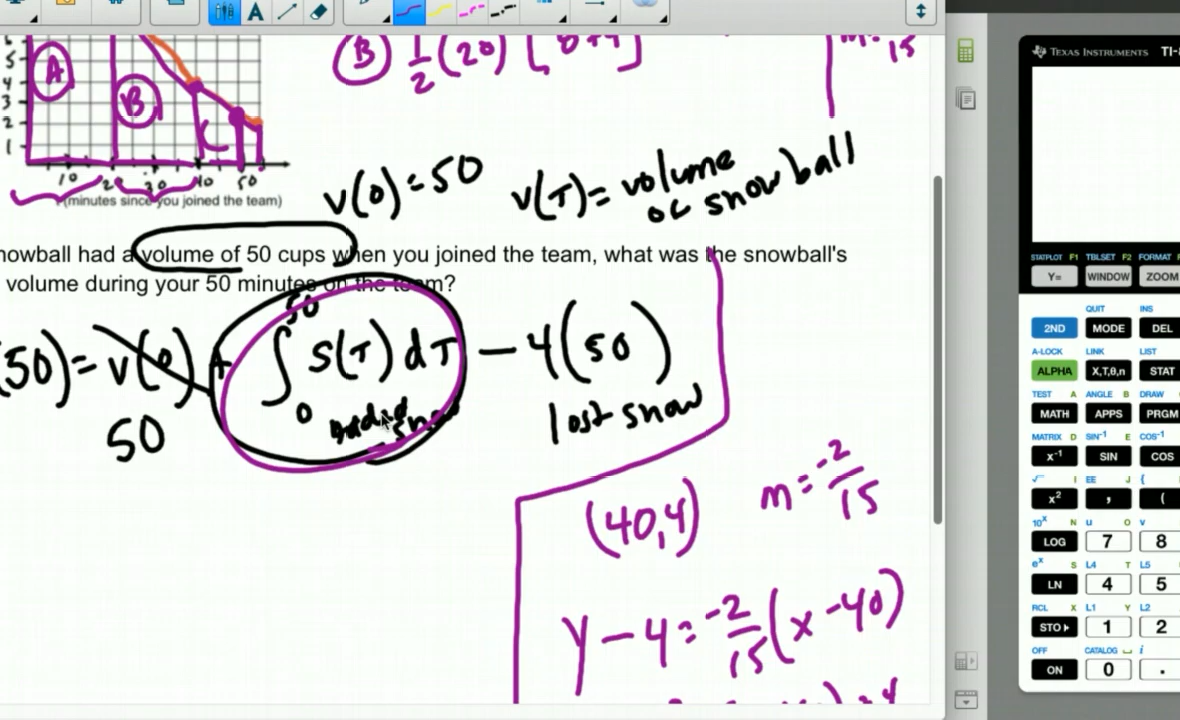 TEXAS INSTRUMENTS TI-8
5
4
3
2
1
A
B
C
10 20 30 40 50
(minutes since you joined the team)
B 1/2 (20) [8+4]
m = 15
v(0) = 50
v(T) = volume
of snowball
nowball had a volume of 50 cups when you joined the team, what was the snowball's
volume during your 50 minutes on the team?
(50) = v(0) + ∫ 50 0 S(T) dT - 4(50)
50
added snow
lost snow
(40,4)
m = -2/15
y - 4 = -2/15 (x - 40)
STATPLOT F1 TBLSET F2 FORMAT F
Y= WINDOW ZOOM
QUIT INS
2ND MODE DEL
A-LOCK LINK LIST
ALPHA X,T,θ,n STAT
TEST A ANGLE B DRAW
MATH APPS PRGM
MATRIX D SIN⁻¹ E COS⁻¹
x⁻¹ SIN COS
√ I EE J {
x² , (
10ˣ N u O v
LOG 7 8
eˣ S L4 T L5
LN 4 5
RCL X L1 Y L2
STO▸ 1 2
OFF CATALOG i
ON 0 .